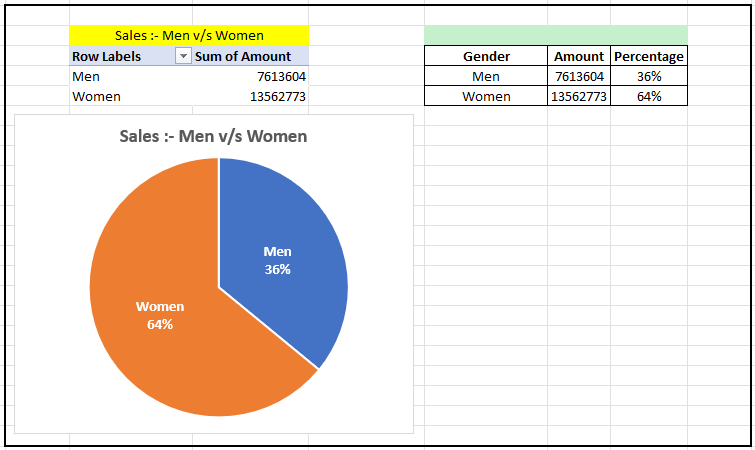 Sales :- Men v/s Women
Row Labels Sum of Amount
Men 7613604
Women 13562773
Gender Amount Percentage
Men 7613604 36%
Women 13562773 64%
Sales :- Men v/s Women
Men
36%
Women
64%